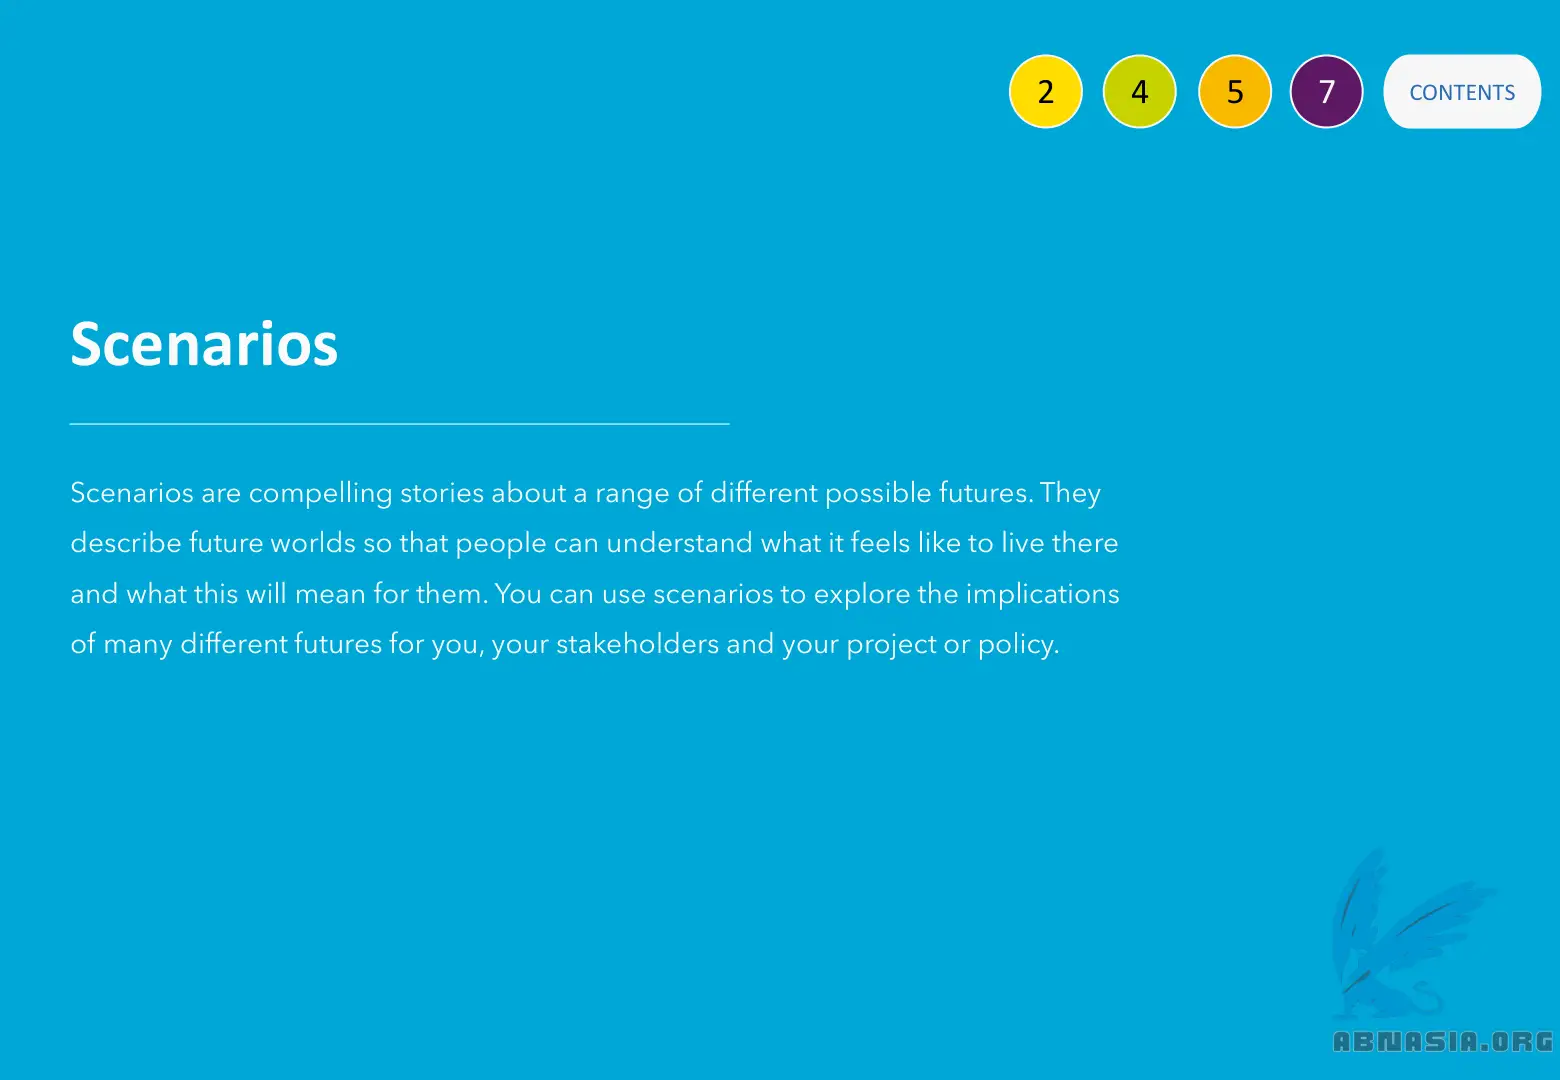 2 4 5 7 CONTENTS
Scenarios
Scenarios are compelling stories about a range of different possible futures. They
describe future worlds so that people can understand what it feels like to live there
and what this will mean for them. You can use scenarios to explore the implications
of many different futures for you, your stakeholders and your project or policy.
ABNASIA.ORG